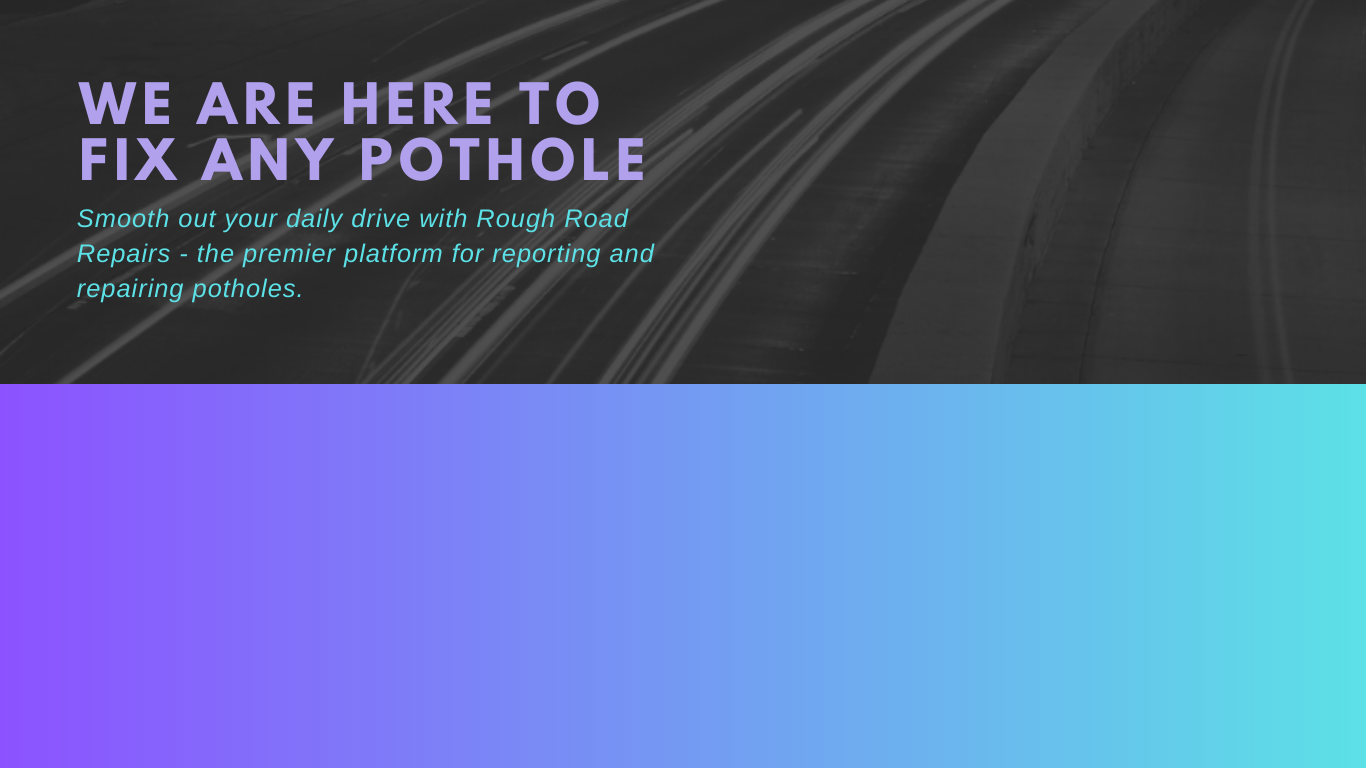 WE ARE HERE TO
FIX ANY POTHOLE
Smooth out your daily drive with Rough Road
Repairs - the premier platform for reporting and
repairing potholes.